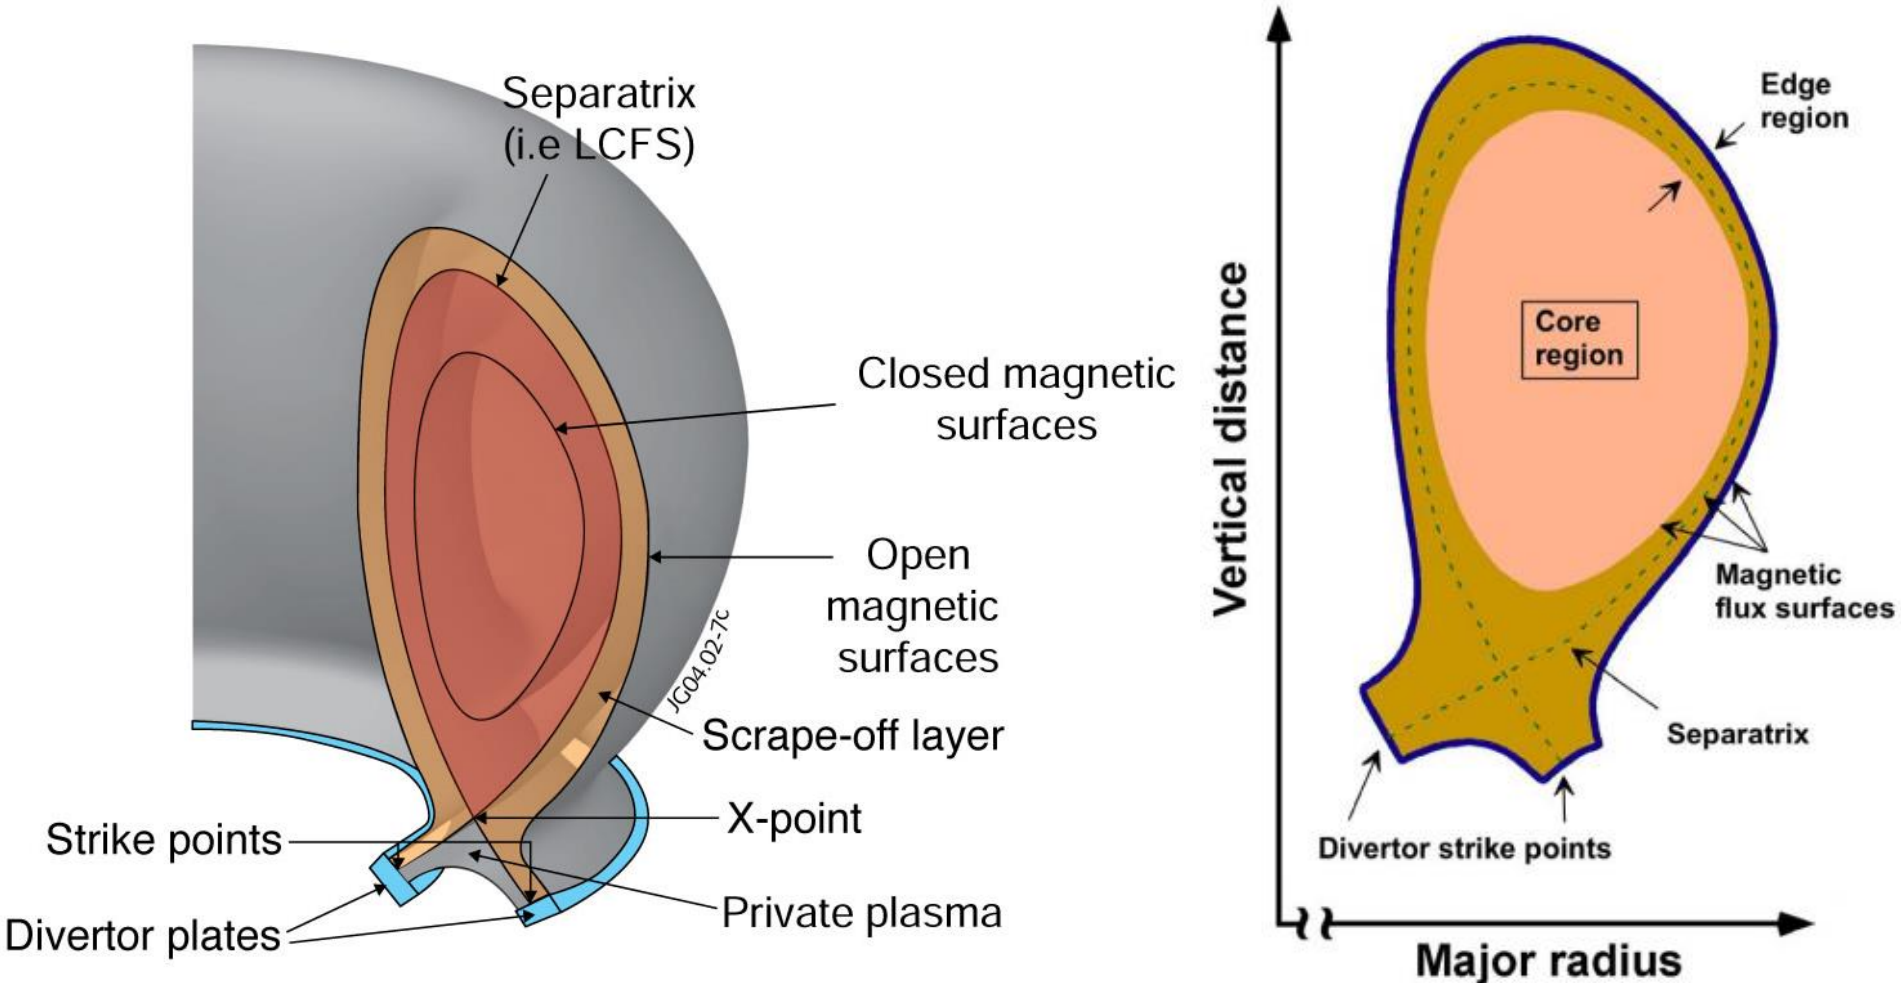 Separatrix
(i.e LCFS)
Closed magnetic
surfaces
Open
magnetic
surfaces
JG04.02-7c
Scrape-off layer
X-point
Strike points
Private plasma
Divertor plates
Vertical distance
Edge
region
Core
region
Magnetic
flux surfaces
Separatrix
Divertor strike points
Major radius